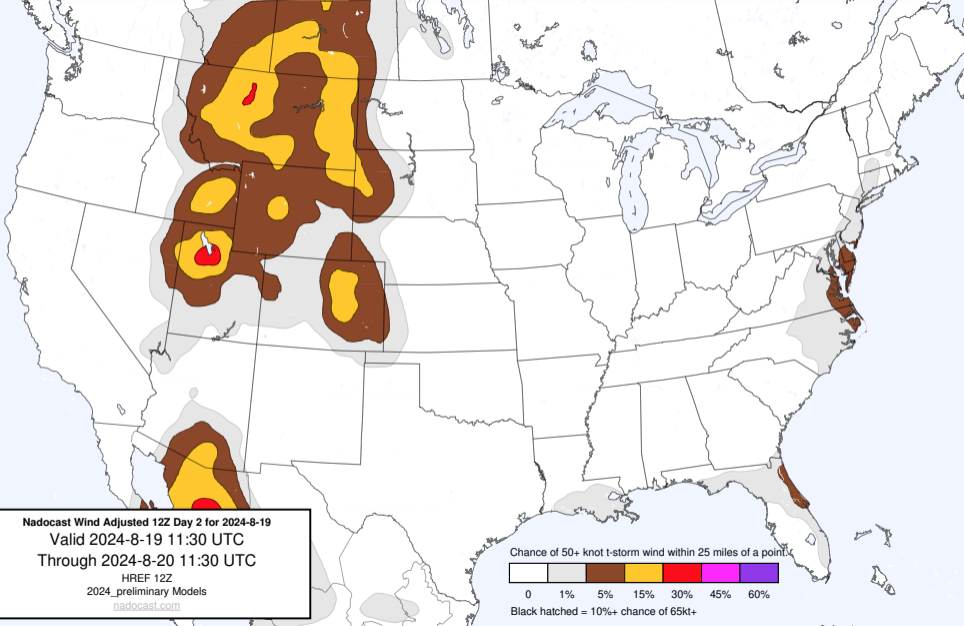 Nadocast Wind Adjusted 12Z Day 2 for 2024-8-19
Valid 2024-8-19 11:30 UTC
Through 2024-8-20 11:30 UTC
HREF 12Z
2024_preliminary Models
nadocast.com
Chance of 50+ knot t-storm wind within 25 miles of a point.
0 1% 5% 15% 30% 45% 60%
Black hatched = 10%+ chance of 65kt+